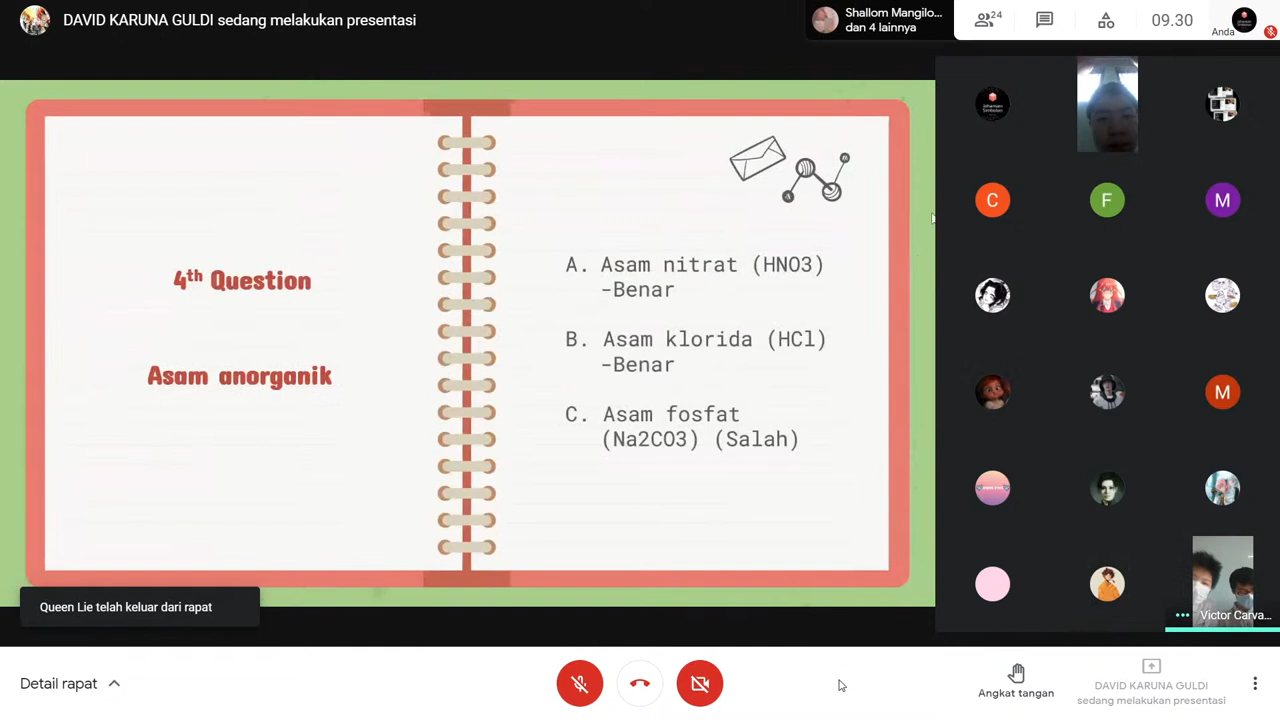 DAVID KARUNA GULDI sedang melakukan presentasi
Shallom Mangilo...
dan 4 lainnya
24
09.30
Anda
4th Question
Asam anorganik
A. Asam nitrat (HNO3)
-Benar
B. Asam klorida (HCl)
-Benar
C. Asam fosfat
(Na2CO3) (Salah)
C
F
M
M
Victor Carva...
Queen Lie telah keluar dari rapat
Detail rapat
Angkat tangan
DAVID KARUNA GULDI
sedang melakukan presentasi